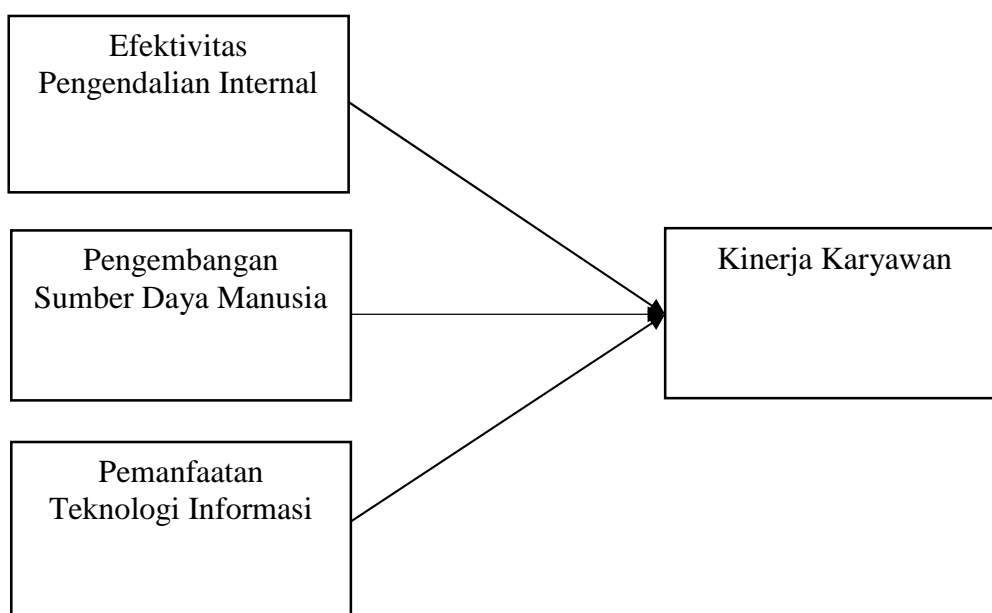 Efektivitas
Pengendalian Internal
Pengembangan
Sumber Daya Manusia
Kinerja Karyawan
Pemanfaatan
Teknologi Informasi